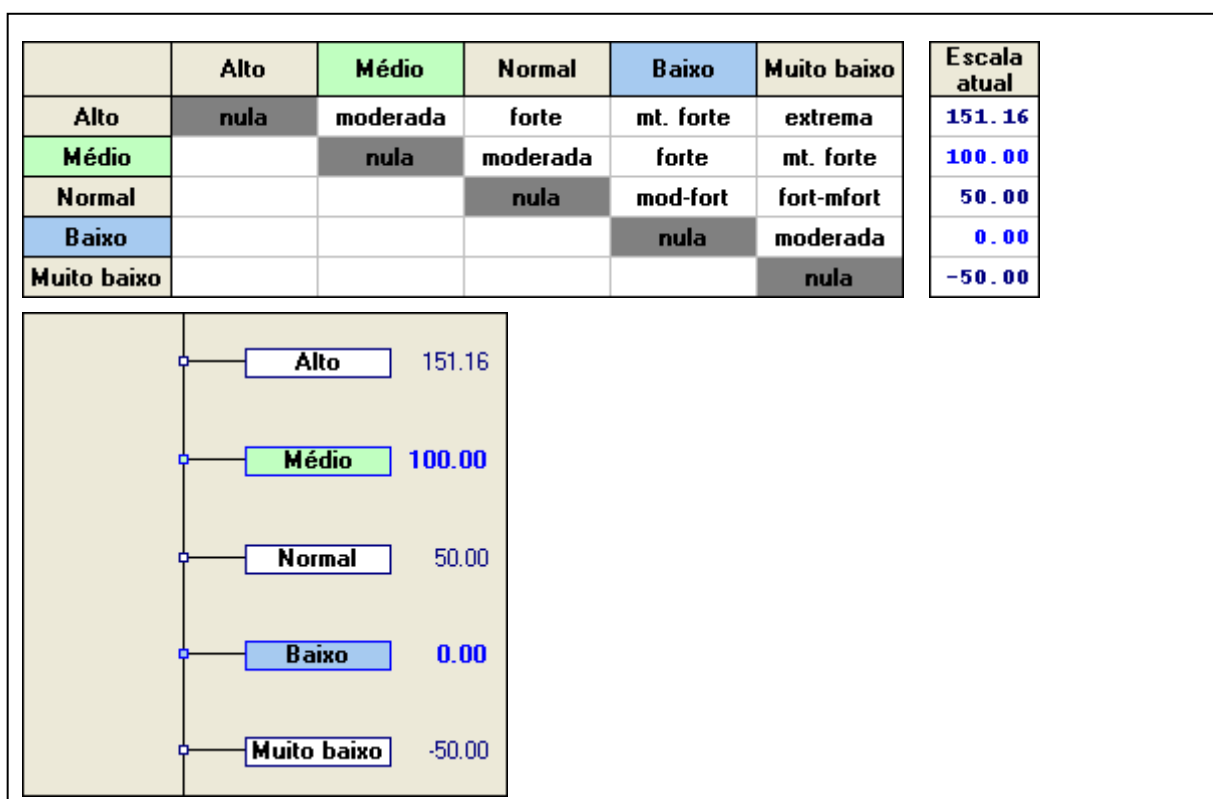 Alto Médio Normal Baixo Muito baixo Escala atual
Alto nula moderada forte mt. forte extrema 151.16
Médio nula moderada forte mt. forte 100.00
Normal nula mod-fort fort-mfort 50.00
Baixo nula moderada 0.00
Muito baixo nula -50.00
Alto 151.16
Médio 100.00
Normal 50.00
Baixo 0.00
Muito baixo -50.00